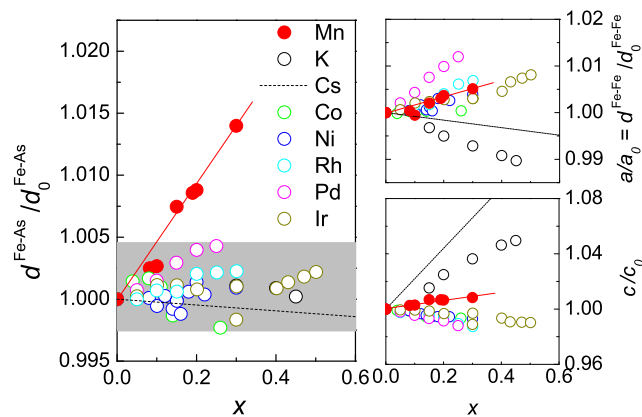 1.020
1.015
1.010
1.005
1.000
0.995
0.0 0.2 0.4 0.6
x
d^Fe-As / d_0^Fe-As
Mn
K
Cs
Co
Ni
Rh
Pd
Ir
1.02
1.01
1.00
0.99
a/a_0 = d^Fe-Fe / d_0^Fe-Fe
1.08
1.04
1.00
0.96
c/c_0
0.0 0.2 0.4 0.6
x